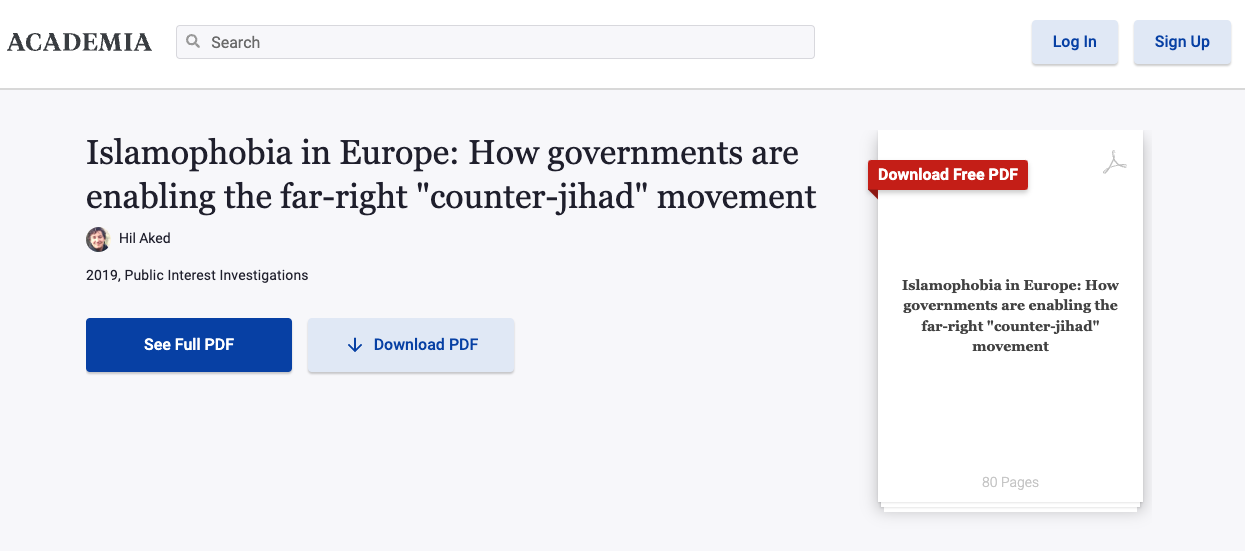 ACADEMIA
Search
Log In
Sign Up
Islamophobia in Europe: How governments are
enabling the far-right "counter-jihad" movement
Hil Aked
2019, Public Interest Investigations
See Full PDF
Download PDF
Download Free PDF
Islamophobia in Europe: How
governments are enabling the
far-right "counter-jihad"
movement
80 Pages